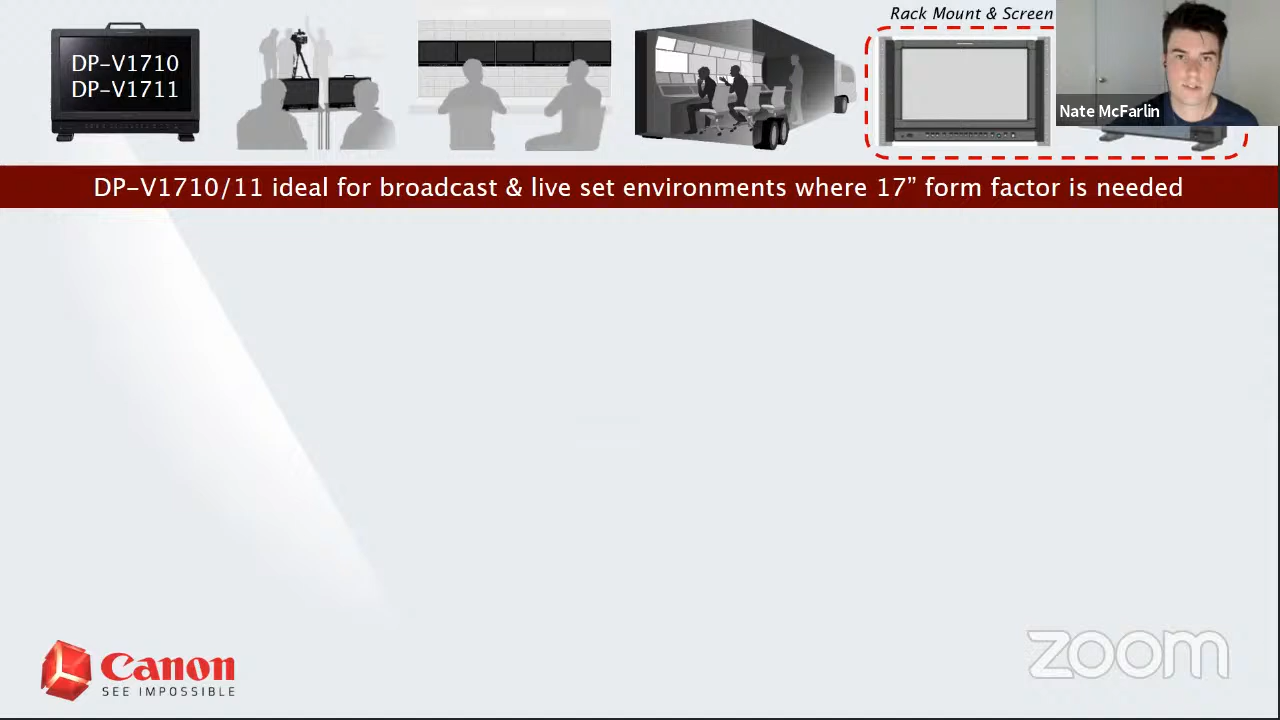 Rack Mount & Screen
DP-V1710
DP-V1711
Nate McFarlin
DP-V1710/11 ideal for broadcast & live set environments where 17” form factor is needed
Canon
SEE IMPOSSIBLE
zoom